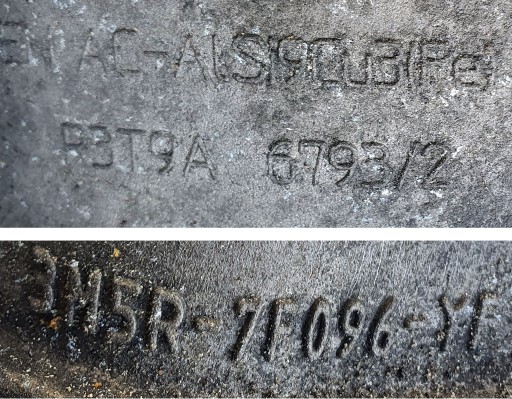 EN AC-AlSi9Cu3(Fe)
P3T9A 6793/2
3M5R-7F096-YF